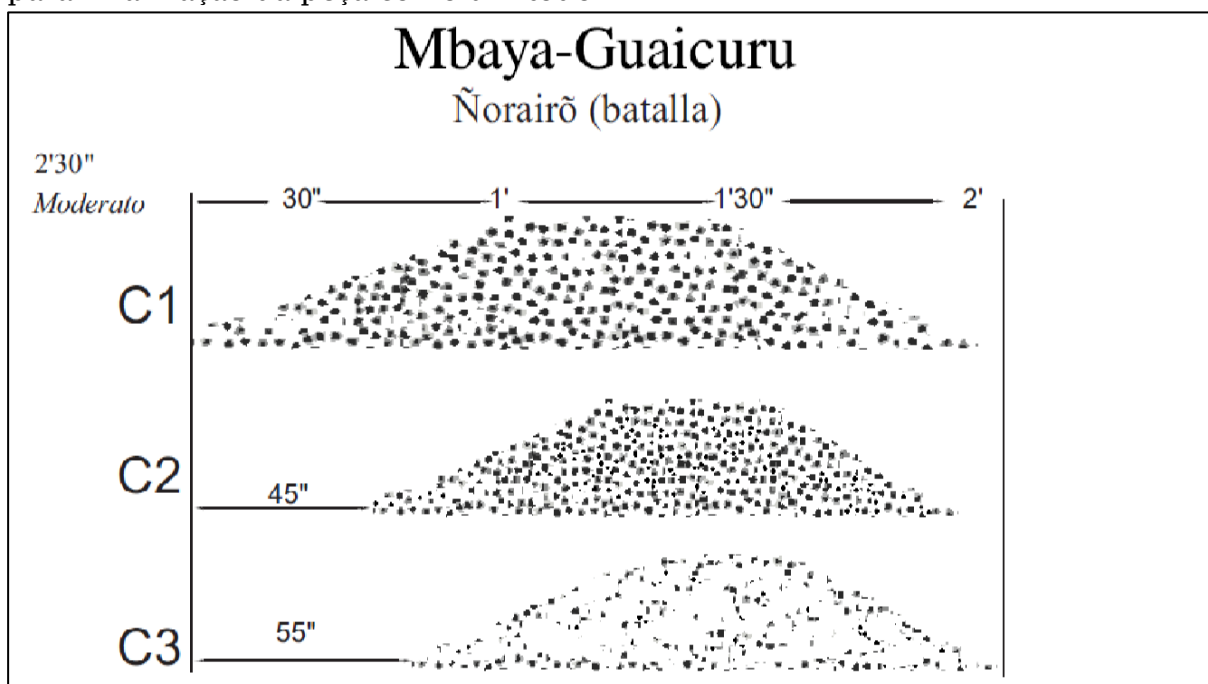 Mbaya-Guaicuru
Ñorairõ (batalla)
2'30"
Moderato
30" 1' 1'30" 2'
C1
C2 45"
C3 55"